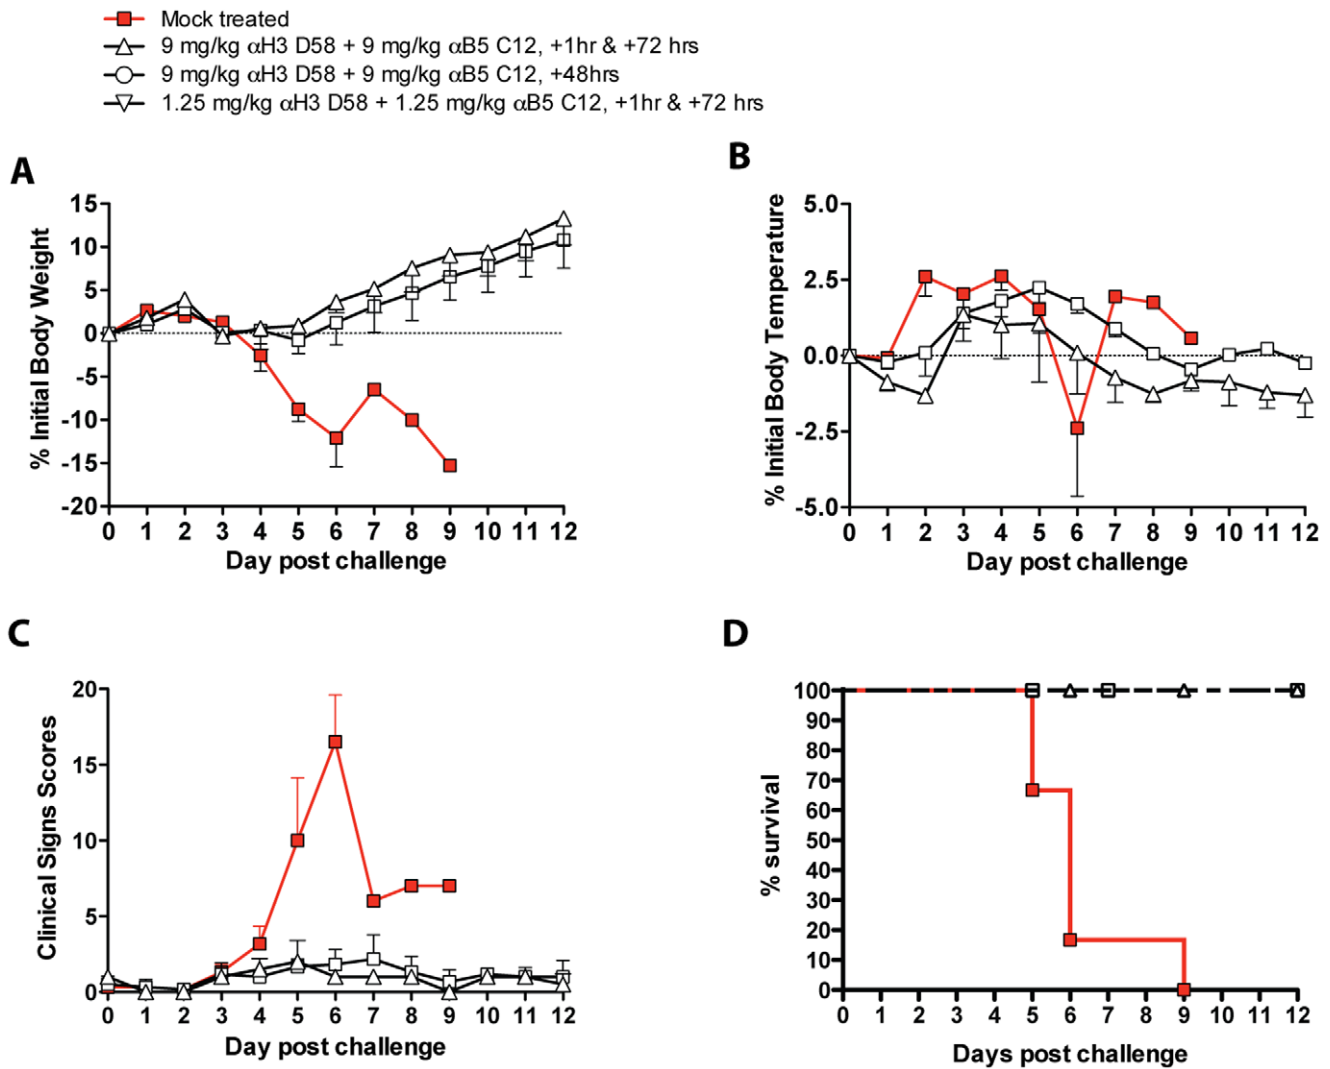 Mock treated
9 mg/kg αH3 D58 + 9 mg/kg αB5 C12, +1hr & +72 hrs
9 mg/kg αH3 D58 + 9 mg/kg αB5 C12, +48hrs
1.25 mg/kg αH3 D58 + 1.25 mg/kg αB5 C12, +1hr & +72 hrs
A
% Initial Body Weight
15
10
5
0
-5
-10
-15
-20
0 1 2 3 4 5 6 7 8 9 10 11 12
Day post challenge
B
% Initial Body Temperature
5.0
2.5
0.0
-2.5
-5.0
0 1 2 3 4 5 6 7 8 9 10 11 12
Day post challenge
C
Clinical Signs Scores
20
15
10
5
0
0 1 2 3 4 5 6 7 8 9 10 11 12
Day post challenge
D
% survival
100
90
80
70
60
50
40
30
20
10
0
0 1 2 3 4 5 6 7 8 9 10 11 12
Days post challenge